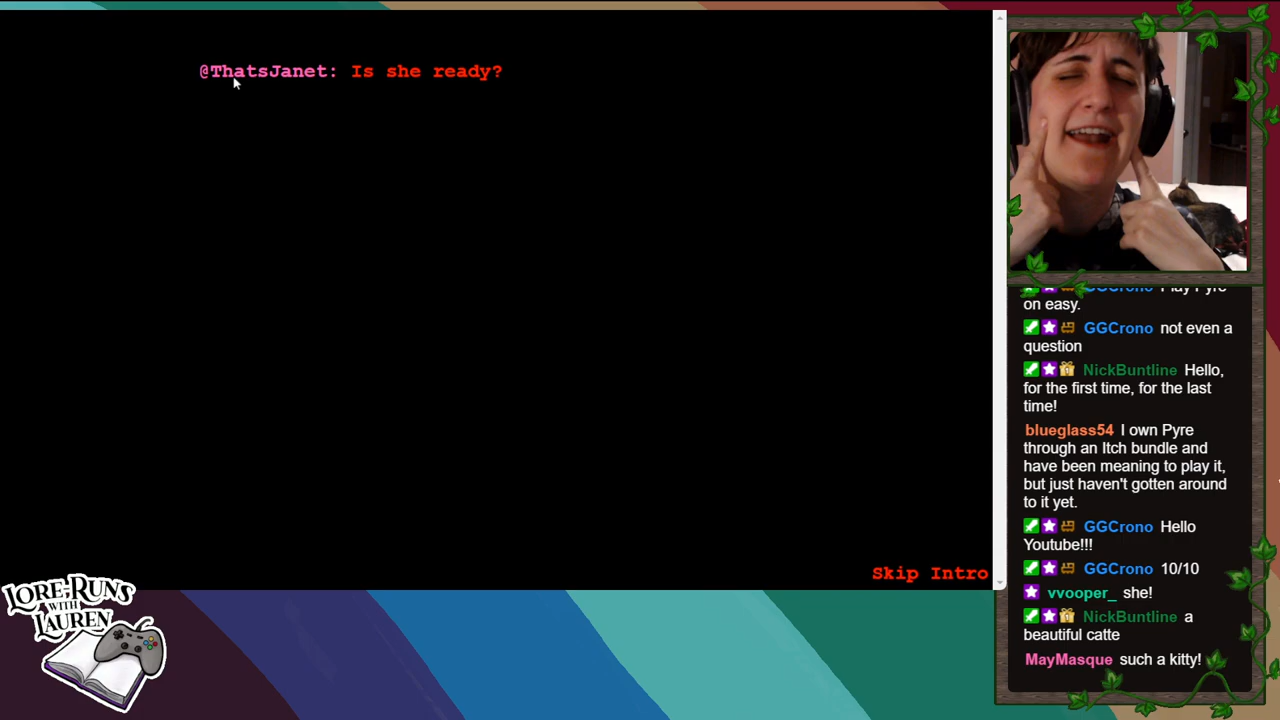 @ThatsJanet: Is she ready?
Skip Intro
GGCrono Play Pyre
on easy.
GGCrono not even a
question
NickBuntline Hello,
for the first time, for the last
time!
blueglass54 I own Pyre
through an Itch bundle and
have been meaning to play it,
but just haven't gotten around
to it yet.
GGCrono Hello
Youtube!!!
GGCrono 10/10
vvooper_ she!
NickBuntline a
beautiful catte
MayMasque such a kitty!
LORE-RUNS
WITH
LAUREN